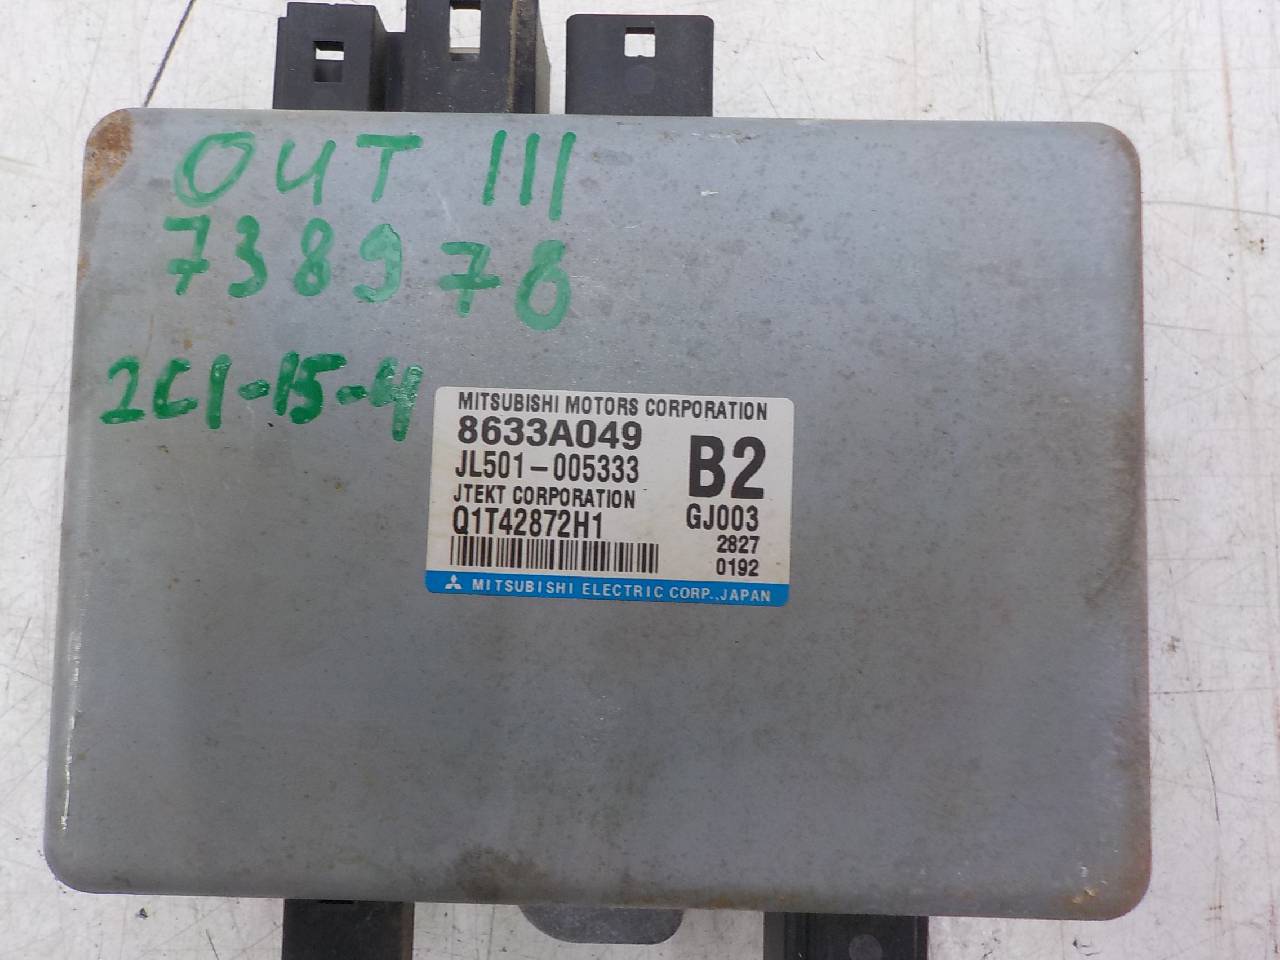 OUT III
738978
2C1-15-4
MITSUBISHI MOTORS CORPORATION
8633A049
JL501-005333
B2
JTEKT CORPORATION
Q1T42872H1
GJ003
2827
0192
MITSUBISHI ELECTRIC CORP., JAPAN